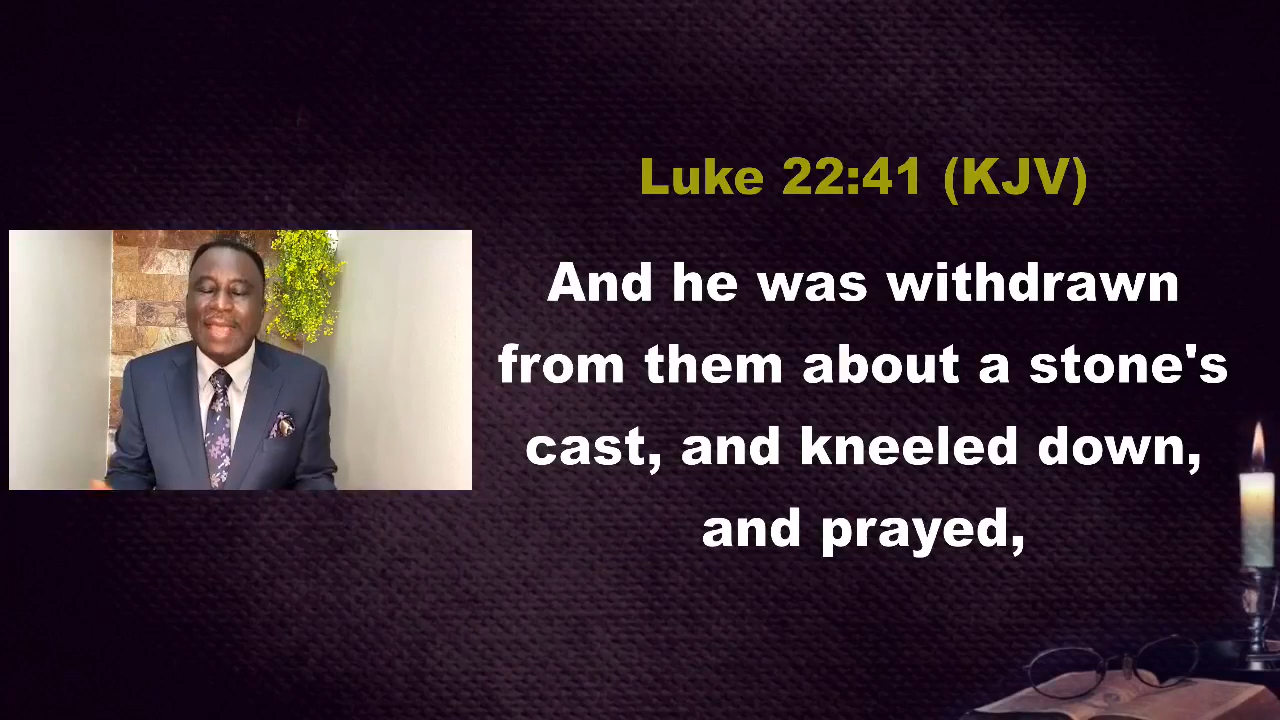 Luke 22:41 (KJV)
And he was withdrawn
from them about a stone's
cast, and kneeled down,
and prayed,